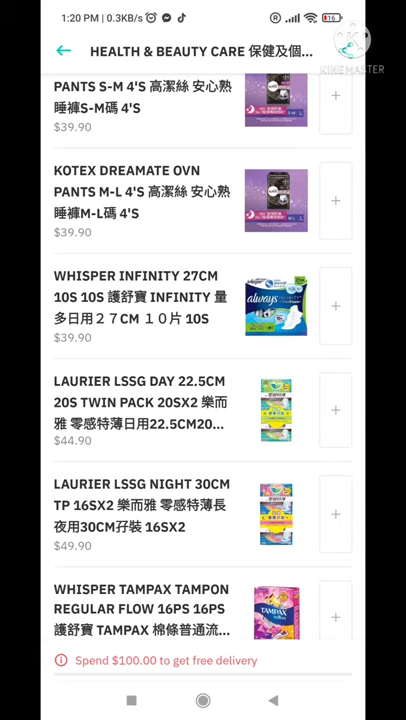 1:20 PM | 0.3KB/s
16
HEALTH & BEAUTY CARE 保健及個...
KINEMASTER
PANTS S-M 4'S 高潔絲 安心熟
睡褲S-M碼 4'S
$39.90
KOTEX DREAMATE OVN
PANTS M-L 4'S 高潔絲 安心熟
睡褲M-L碼 4'S
$39.90
WHISPER INFINITY 27CM
10S 10S 護舒寶 INFINITY 量
多日用２７CM １０片 10S
$39.90
always
INFINITY
LAURIER LSSG DAY 22.5CM
20S TWIN PACK 20SX2 樂而
雅 零感特薄日用22.5CM20...
$44.90
LAURIER LSSG NIGHT 30CM
TP 16SX2 樂而雅 零感特薄長
夜用30CM孖裝 16SX2
$49.90
WHISPER TAMPAX TAMPON
REGULAR FLOW 16PS 16PS
護舒寶 TAMPAX 棉條普通流...
TAMPAX
Spend $100.00 to get free delivery